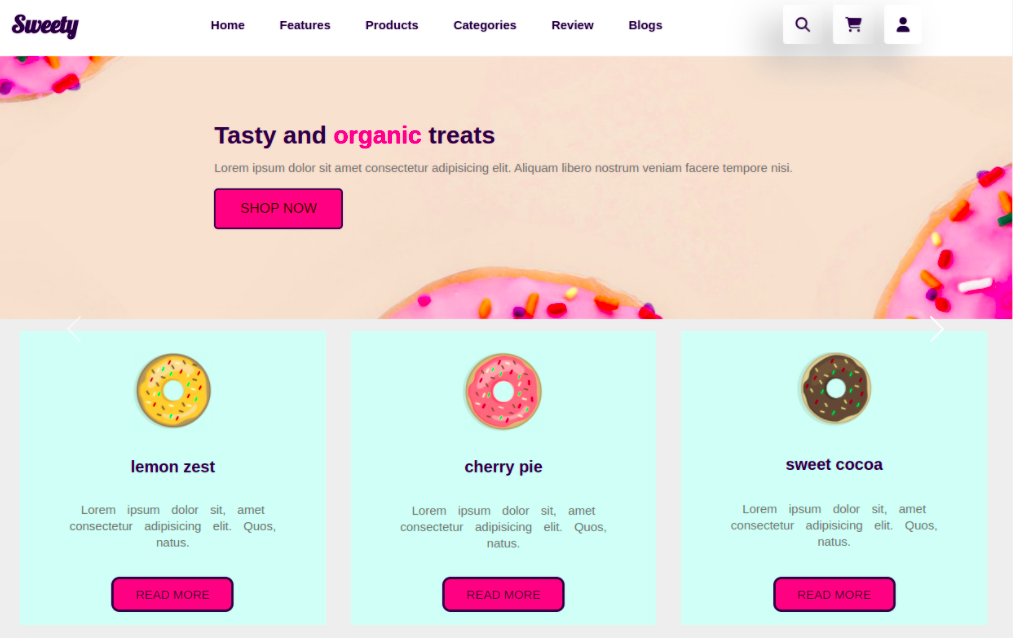 Sweety Home Features Products Categories Review Blogs
Tasty and organic treats
Lorem ipsum dolor sit amet consectetur adipisicing elit. Aliquam libero nostrum veniam facere tempore nisi.
SHOP NOW
lemon zest
Lorem ipsum dolor sit, amet
consectetur adipisicing elit. Quos,
natus.
READ MORE
cherry pie
Lorem ipsum dolor sit, amet
consectetur adipisicing elit. Quos,
natus.
READ MORE
sweet cocoa
Lorem ipsum dolor sit, amet
consectetur adipisicing elit. Quos,
natus.
READ MORE